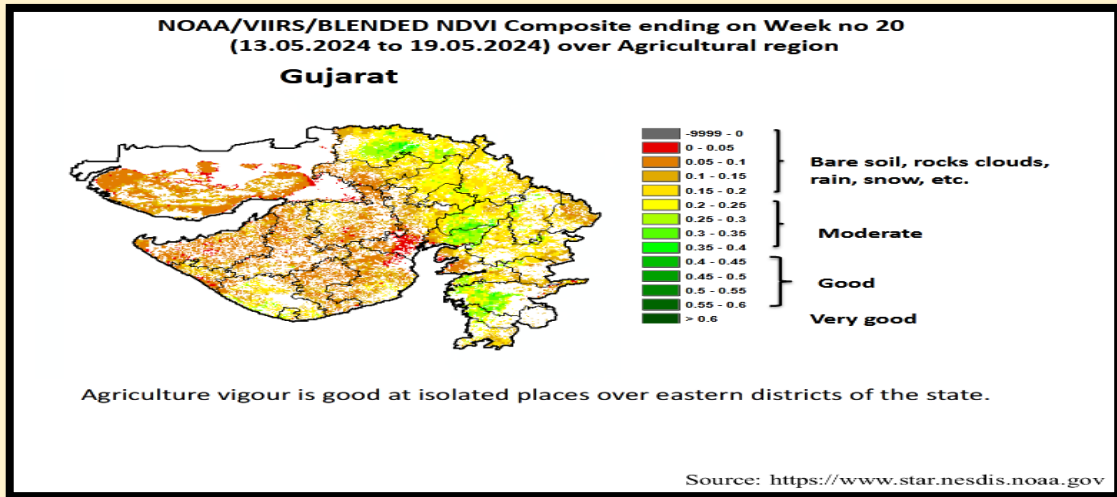 NOAA/VIIRS/BLENDED NDVI Composite ending on Week no 20
(13.05.2024 to 19.05.2024) over Agricultural region
Gujarat
-9999 - 0
0 - 0.05
0.05 - 0.1
0.1 - 0.15
0.15 - 0.2
0.2 - 0.25
0.25 - 0.3
0.3 - 0.35
0.35 - 0.4
0.4 - 0.45
0.45 - 0.5
0.5 - 0.55
0.55 - 0.6
> 0.6
Bare soil, rocks clouds,
rain, snow, etc.
Moderate
Good
Very good
Agriculture vigour is good at isolated places over eastern districts of the state.
Source: https://www.star.nesdis.noaa.gov